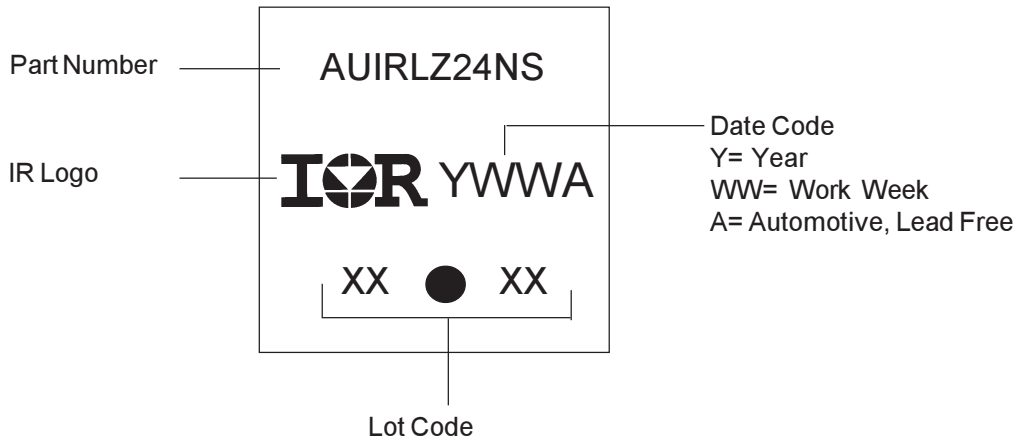 Part Number
AUIRLZ24NS
IR Logo
IOR YWWA
Date Code
Y= Year
WW= Work Week
A= Automotive, Lead Free
XX XX
Lot Code